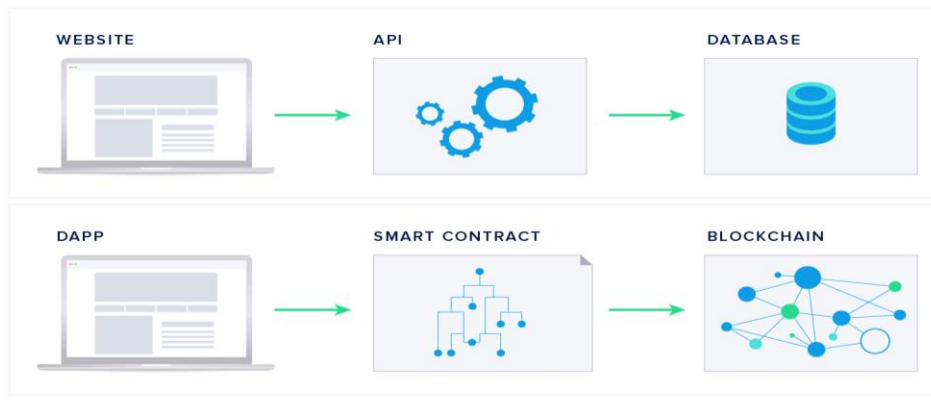 WEBSITE
API
DATABASE
DAPP
SMART CONTRACT
BLOCKCHAIN